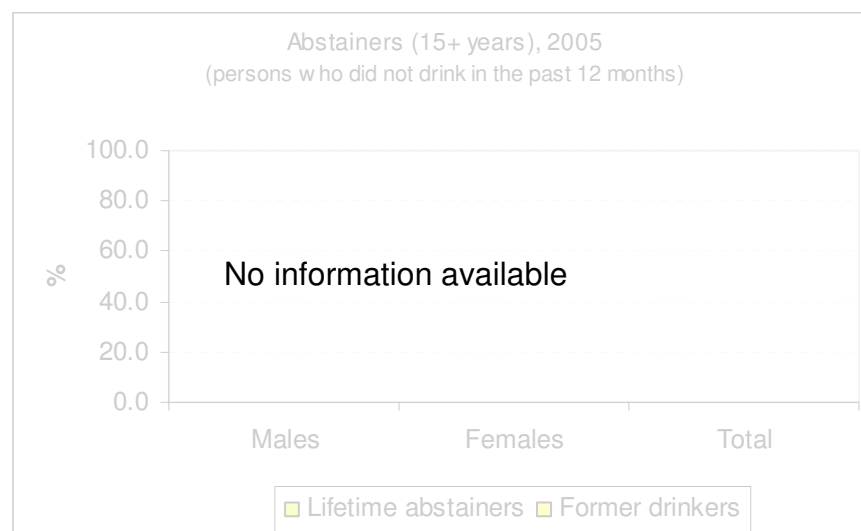 Abstainers (15+ years), 2005
(persons who did not drink in the past 12 months)
100.0
80.0
60.0
%
No information available
40.0
20.0
0.0
Males Females Total
Lifetime abstainers Former drinkers